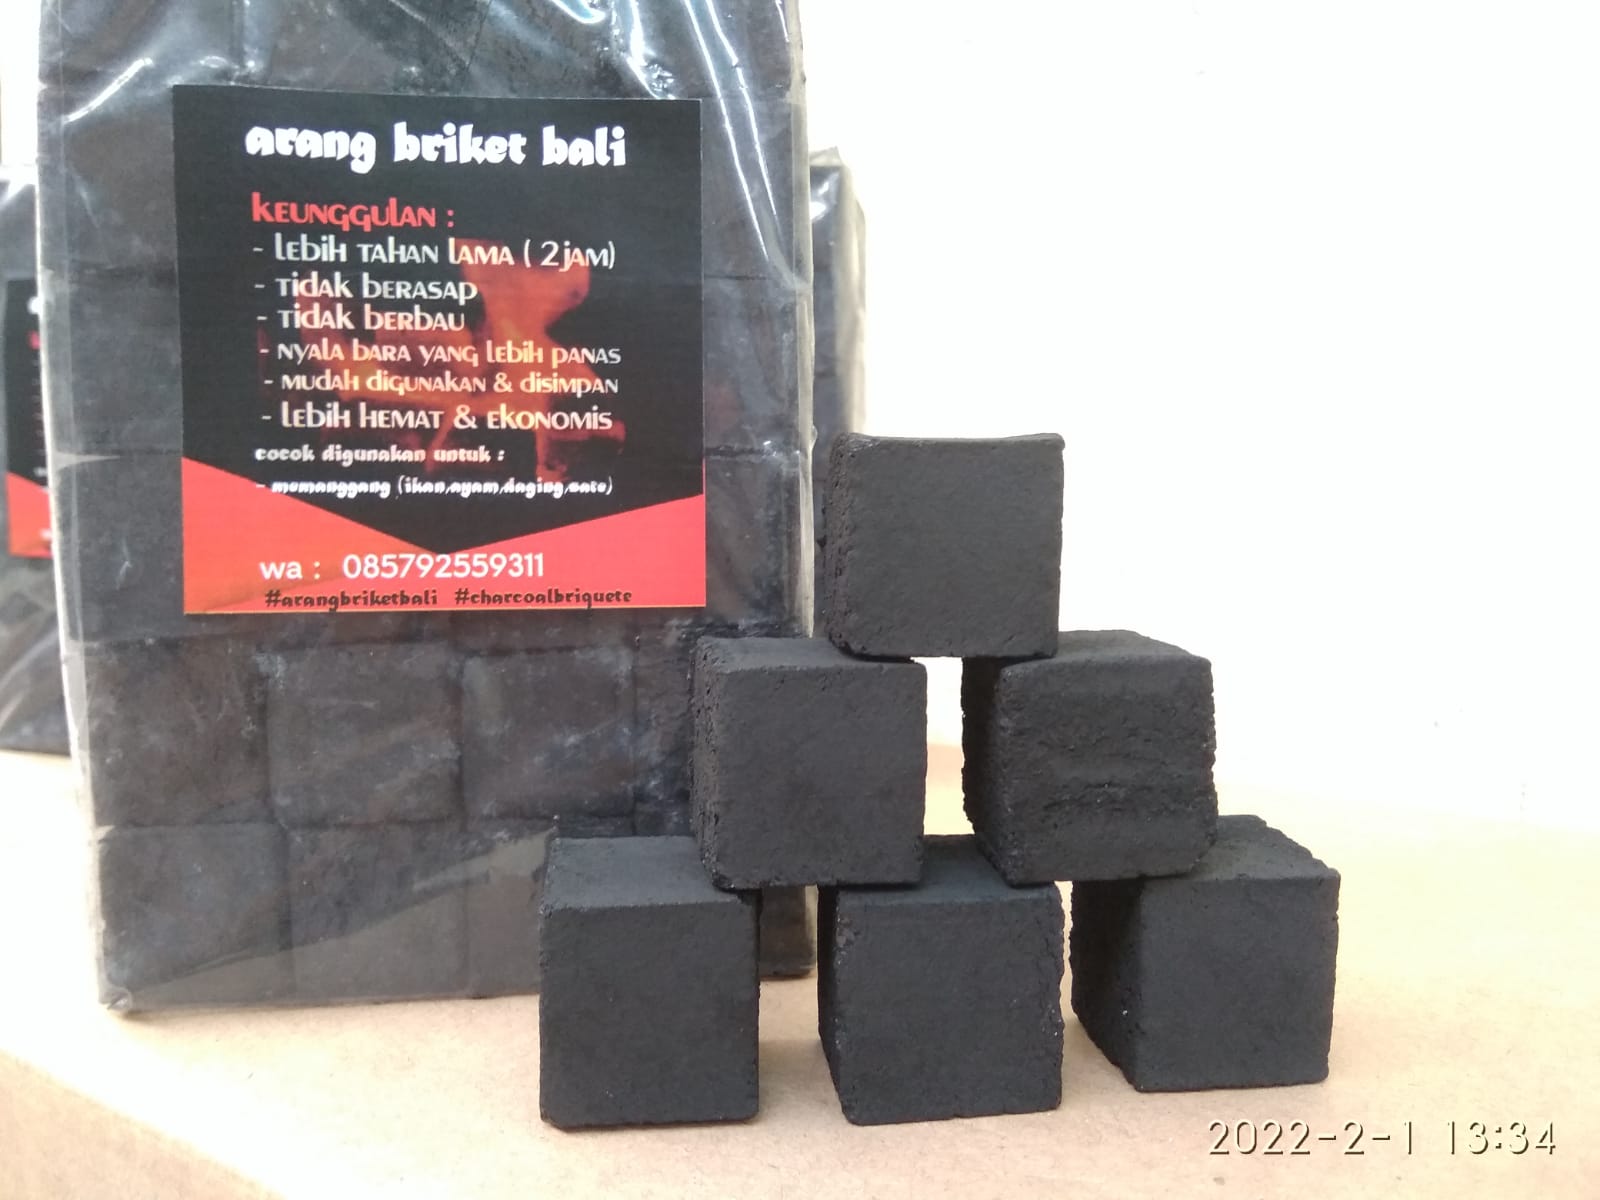 arang briket bali
KEUNGGULAN :
- LEBIH TAHAN LAMA ( 2JAM)
- TIDAK BERASAP
- TIDAK BERBAU
- NYALA BARA YANG LEBIH PANAS
- MUDAH DIGUNAKAN & DISIMPAN
- LEBIH HEMAT & EKONOMIS
cocok digunakan untuk :
- memanggang (ikan,ayam,daging,sate)
wa : 085792559311
#arangbriketbali #charcoalbriquete
2022-2-1 13:34